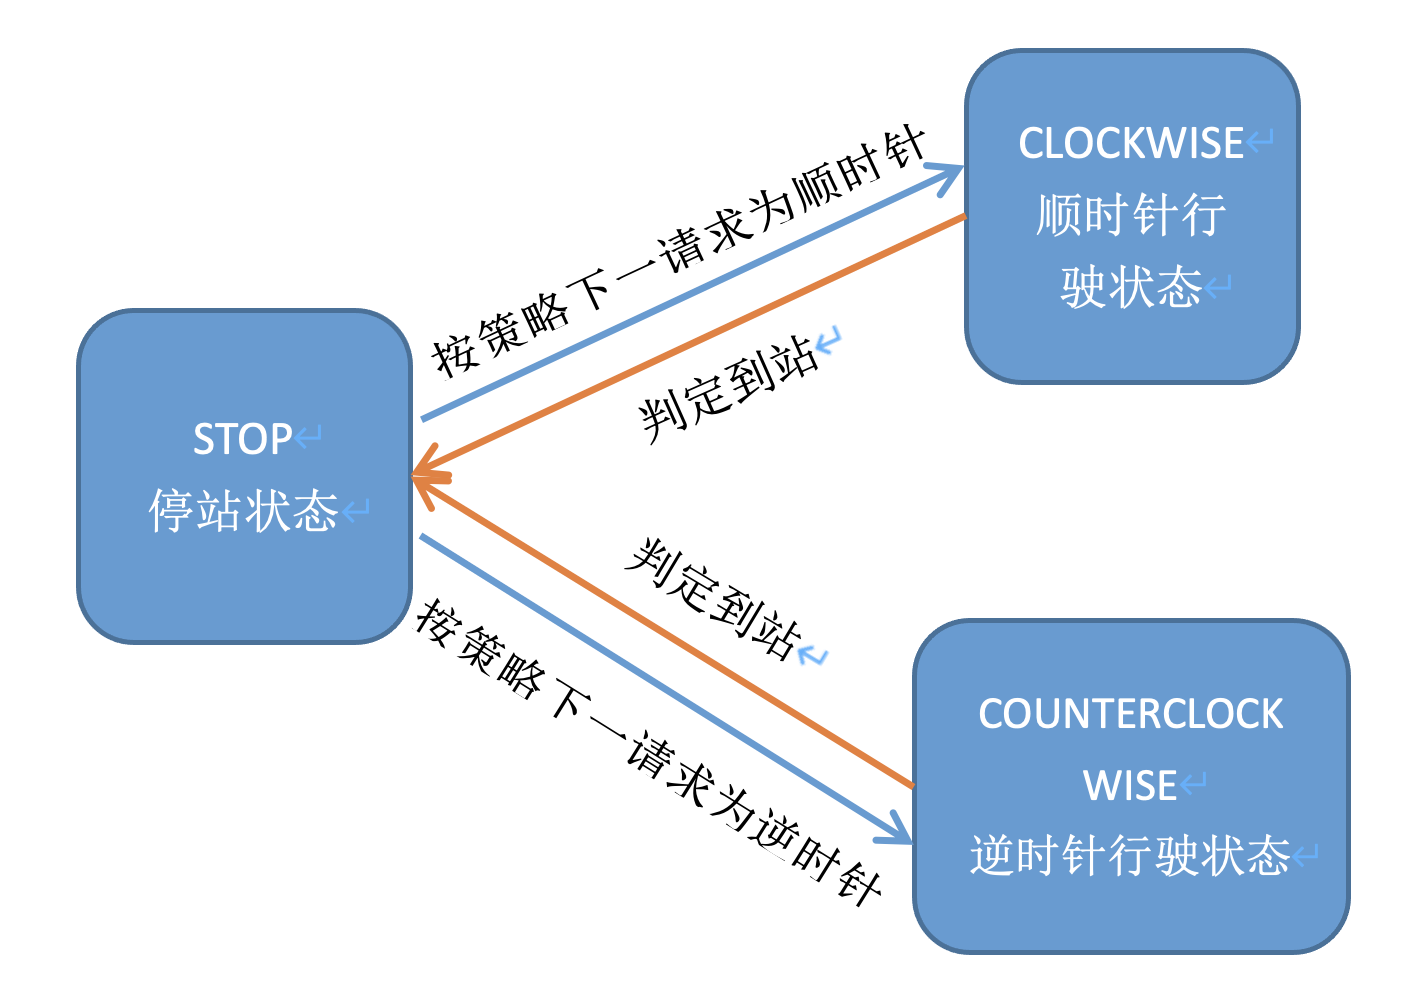 CLOCKWISE
顺时针行
驶状态
按策略下一请求为顺时针
判定到站
STOP
停站状态
判定到站
按策略下一请求为逆时针
COUNTERCLOCK
WISE
逆时针行驶状态